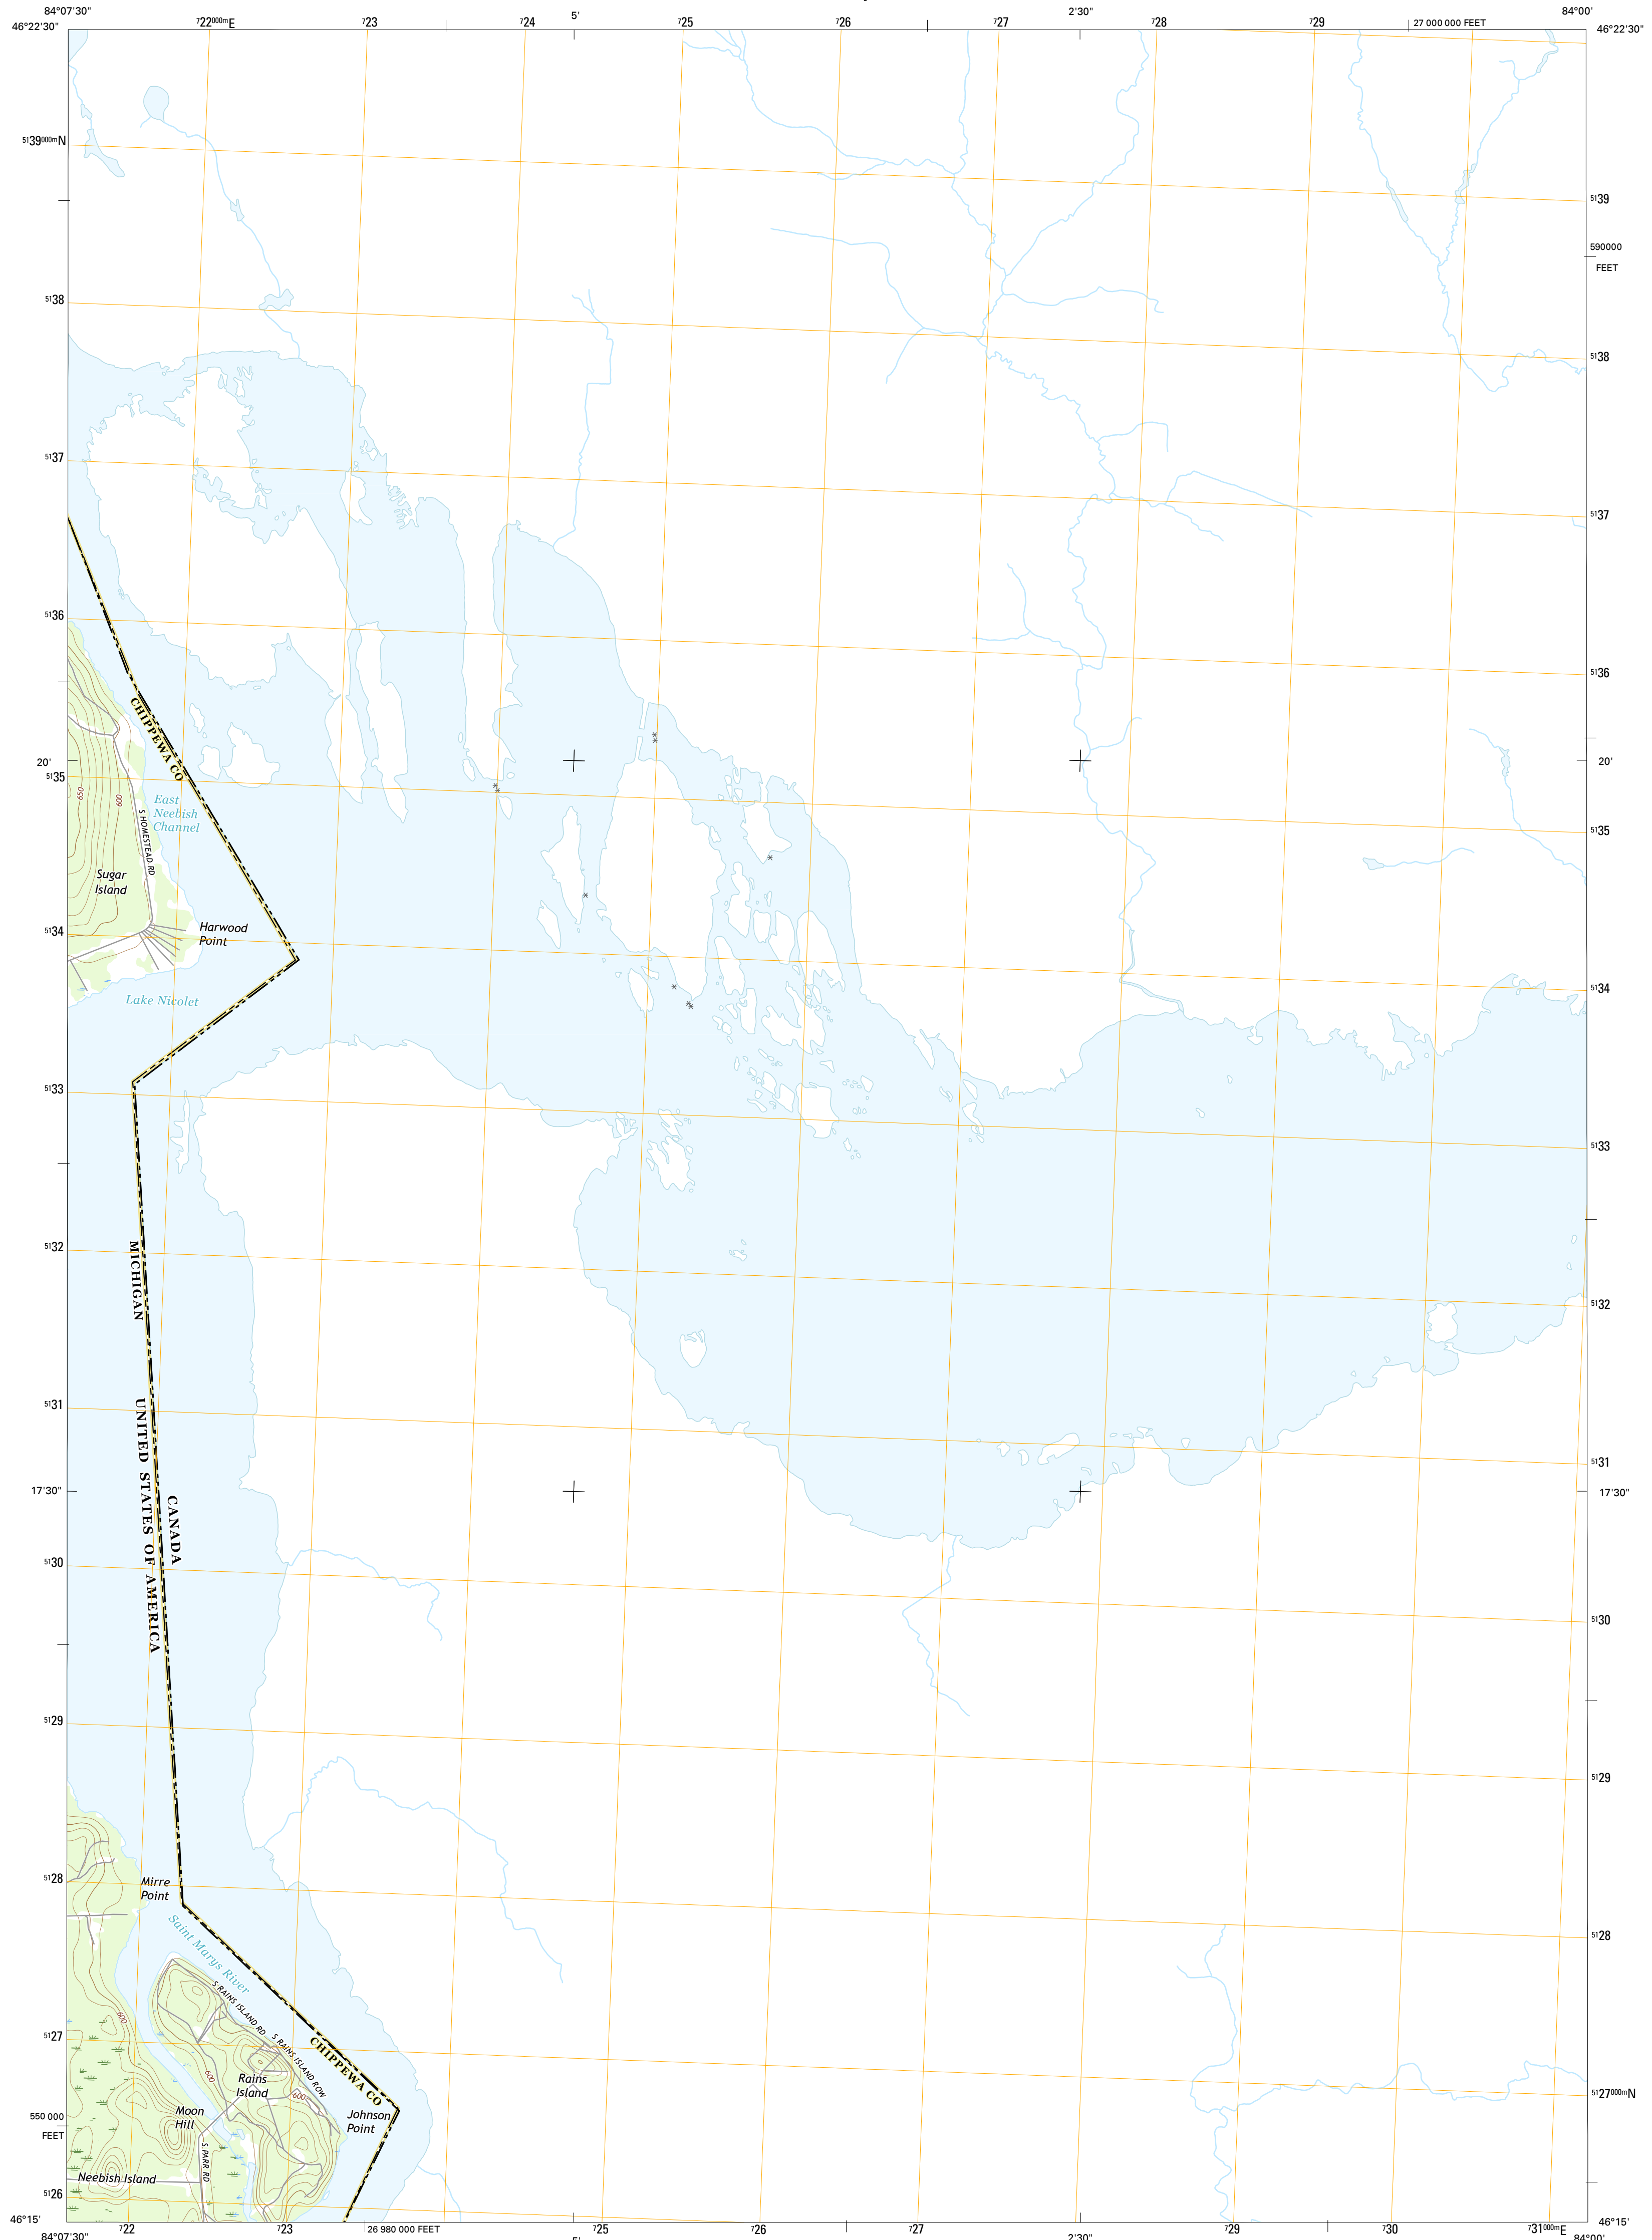 84°07'30"
5'
2'30"
84°00'
46°22'30"
722000mE
723
724
725
726
727
728
729
27 000 000 FEET
46°22'30"
5139000mN
5139
590000
FEET
5138
5138
5137
5137
5136
5136
CHIPPEWA CO
20'
20'
5135
650
600
S HOMESTEAD RD
East
Neebish
Channel
5135
Sugar
Island
Harwood
Point
5134
5134
Lake Nicolet
5133
5133
5132
MICHIGAN
5132
5131
UNITED STATES OF AMERICA
5131
17'30"
CANADA
17'30"
5130
5130
5129
5129
5128
Mirre
Point
Saint Marys River
5128
600
S RAINS ISLAND RD
5127
S RAINS ISLAND ROW
CHIPPEWA CO
600
Rains
Island
600
5127000mN
Moon
Hill
Johnson
Point
550 000
FEET
S PARR RD
Neebish Island
5126
46°15'
46°15'
84°07'30"
722
723
26 980 000 FEET
5'
725
726
727
2'30"
729
730
731000mE
84°00'